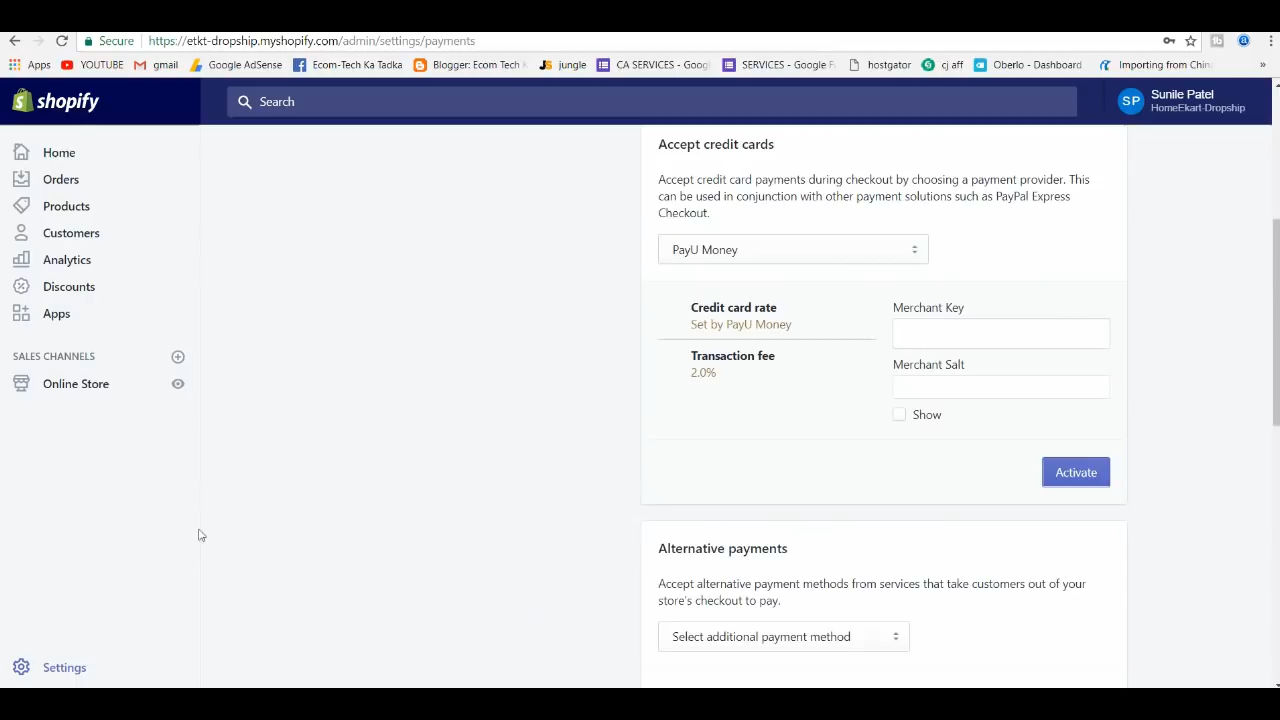 Secure https://etkt-dropship.myshopify.com/admin/settings/payments
Apps YOUTUBE gmail Google AdSense Ecom-Tech Ka Tadka Blogger: Ecom Tech jungle CA SERVICES - Goog SERVICES - Google F hostgator cj aff Oberlo - Dashboard Importing from Chin »
shopify
Search
SP
Sunile Patel
HomeEkart-Dropship
Home
Orders
Products
Customers
Analytics
Discounts
Apps
SALES CHANNELS
Online Store
Settings
Accept credit cards
Accept credit card payments during checkout by choosing a payment provider. This
can be used in conjunction with other payment solutions such as PayPal Express
Checkout.
PayU Money
Credit card rate
Set by PayU Money
Transaction fee
2.0%
Merchant Key
Merchant Salt
Show
Activate
Alternative payments
Accept alternative payment methods from services that take customers out of your
store's checkout to pay.
Select additional payment method